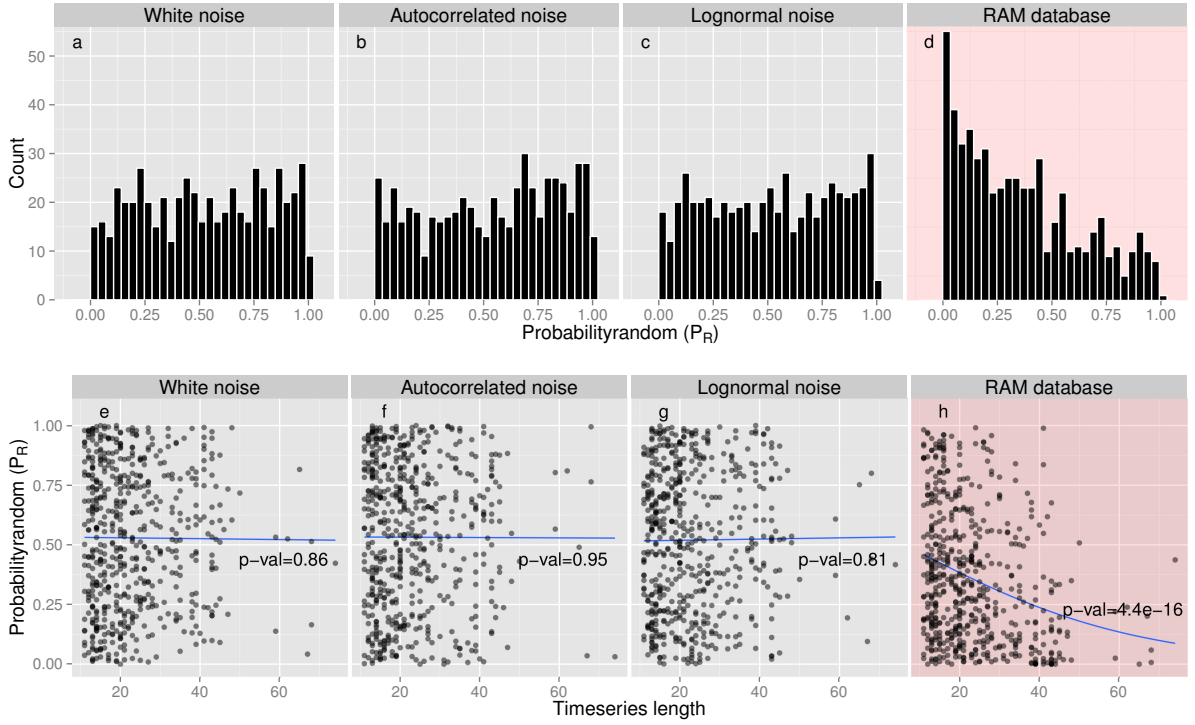 White noise Autocorrelated noise Lognormal noise RAM database
a b c d
Count
50
40
30
20
10
0
0.00 0.25 0.50 0.75 1.00 0.00 0.25 0.50 0.75 1.00 0.00 0.25 0.50 0.75 1.00 0.00 0.25 0.50 0.75 1.00
Probabilityrandom (PR)
White noise Autocorrelated noise Lognormal noise RAM database
e f g h
Probabilityrandom (PR)
1.00
0.75
0.50
p−val=0.86 p−val=0.95 p−val=0.81
0.25
p−val=4.4e−16
0.00
20 40 60 20 40 60 20 40 60 20 40 60
Timeseries length